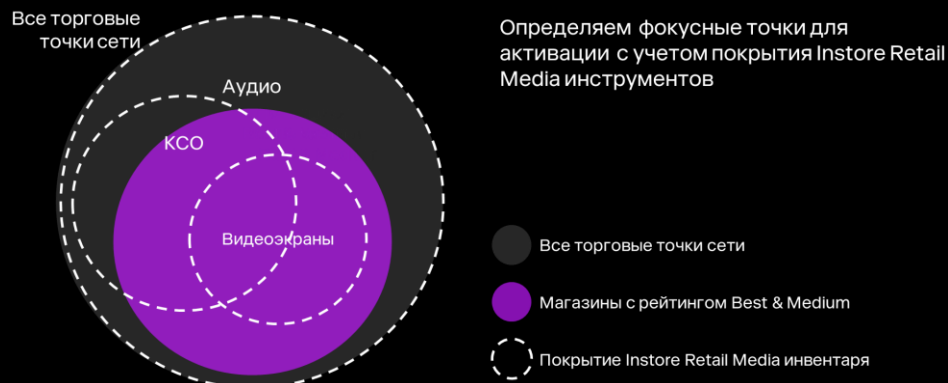 Все торговые
точки сети
Определяем фокусные точки для
активации с учетом покрытия Instore Retail
Media инструментов
Аудио
КСО
Видеоэкраны
Все торговые точки сети
Магазины с рейтингом Best & Medium
Покрытие Instore Retail Media инвентаря